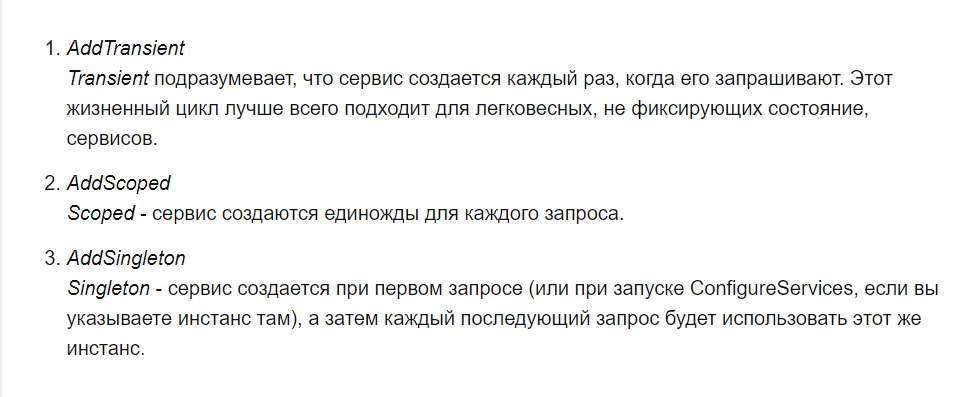 1. AddTransient
Transient подразумевает, что сервис создается каждый раз, когда его запрашивают. Этот
жизненный цикл лучше всего подходит для легковесных, не фиксирующих состояние,
сервисов.
2. AddScoped
Scoped - сервис создаются единожды для каждого запроса.
3. AddSingleton
Singleton - сервис создается при первом запросе (или при запуске ConfigureServices, если вы
указываете инстанс там), а затем каждый последующий запрос будет использовать этот же
инстанс.